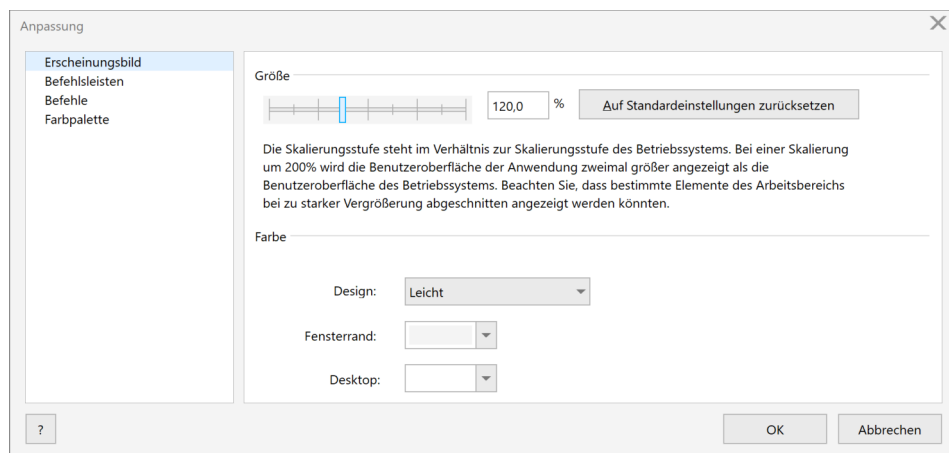 Anpassung
Erscheinungsbild
Befehlsleisten
Befehle
Farbpalette
Größe
120,0 % Auf Standardeinstellungen zurücksetzen
Die Skalierungsstufe steht im Verhältnis zur Skalierungsstufe des Betriebssystems. Bei einer Skalierung
um 200% wird die Benutzeroberfläche der Anwendung zweimal größer angezeigt als die
Benutzeroberfläche des Betriebssystems. Beachten Sie, dass bestimmte Elemente des Arbeitsbereichs
bei zu starker Vergrößerung abgeschnitten angezeigt werden könnten.
Farbe
Design: Leicht
Fensterrand:
Desktop:
? OK Abbrechen